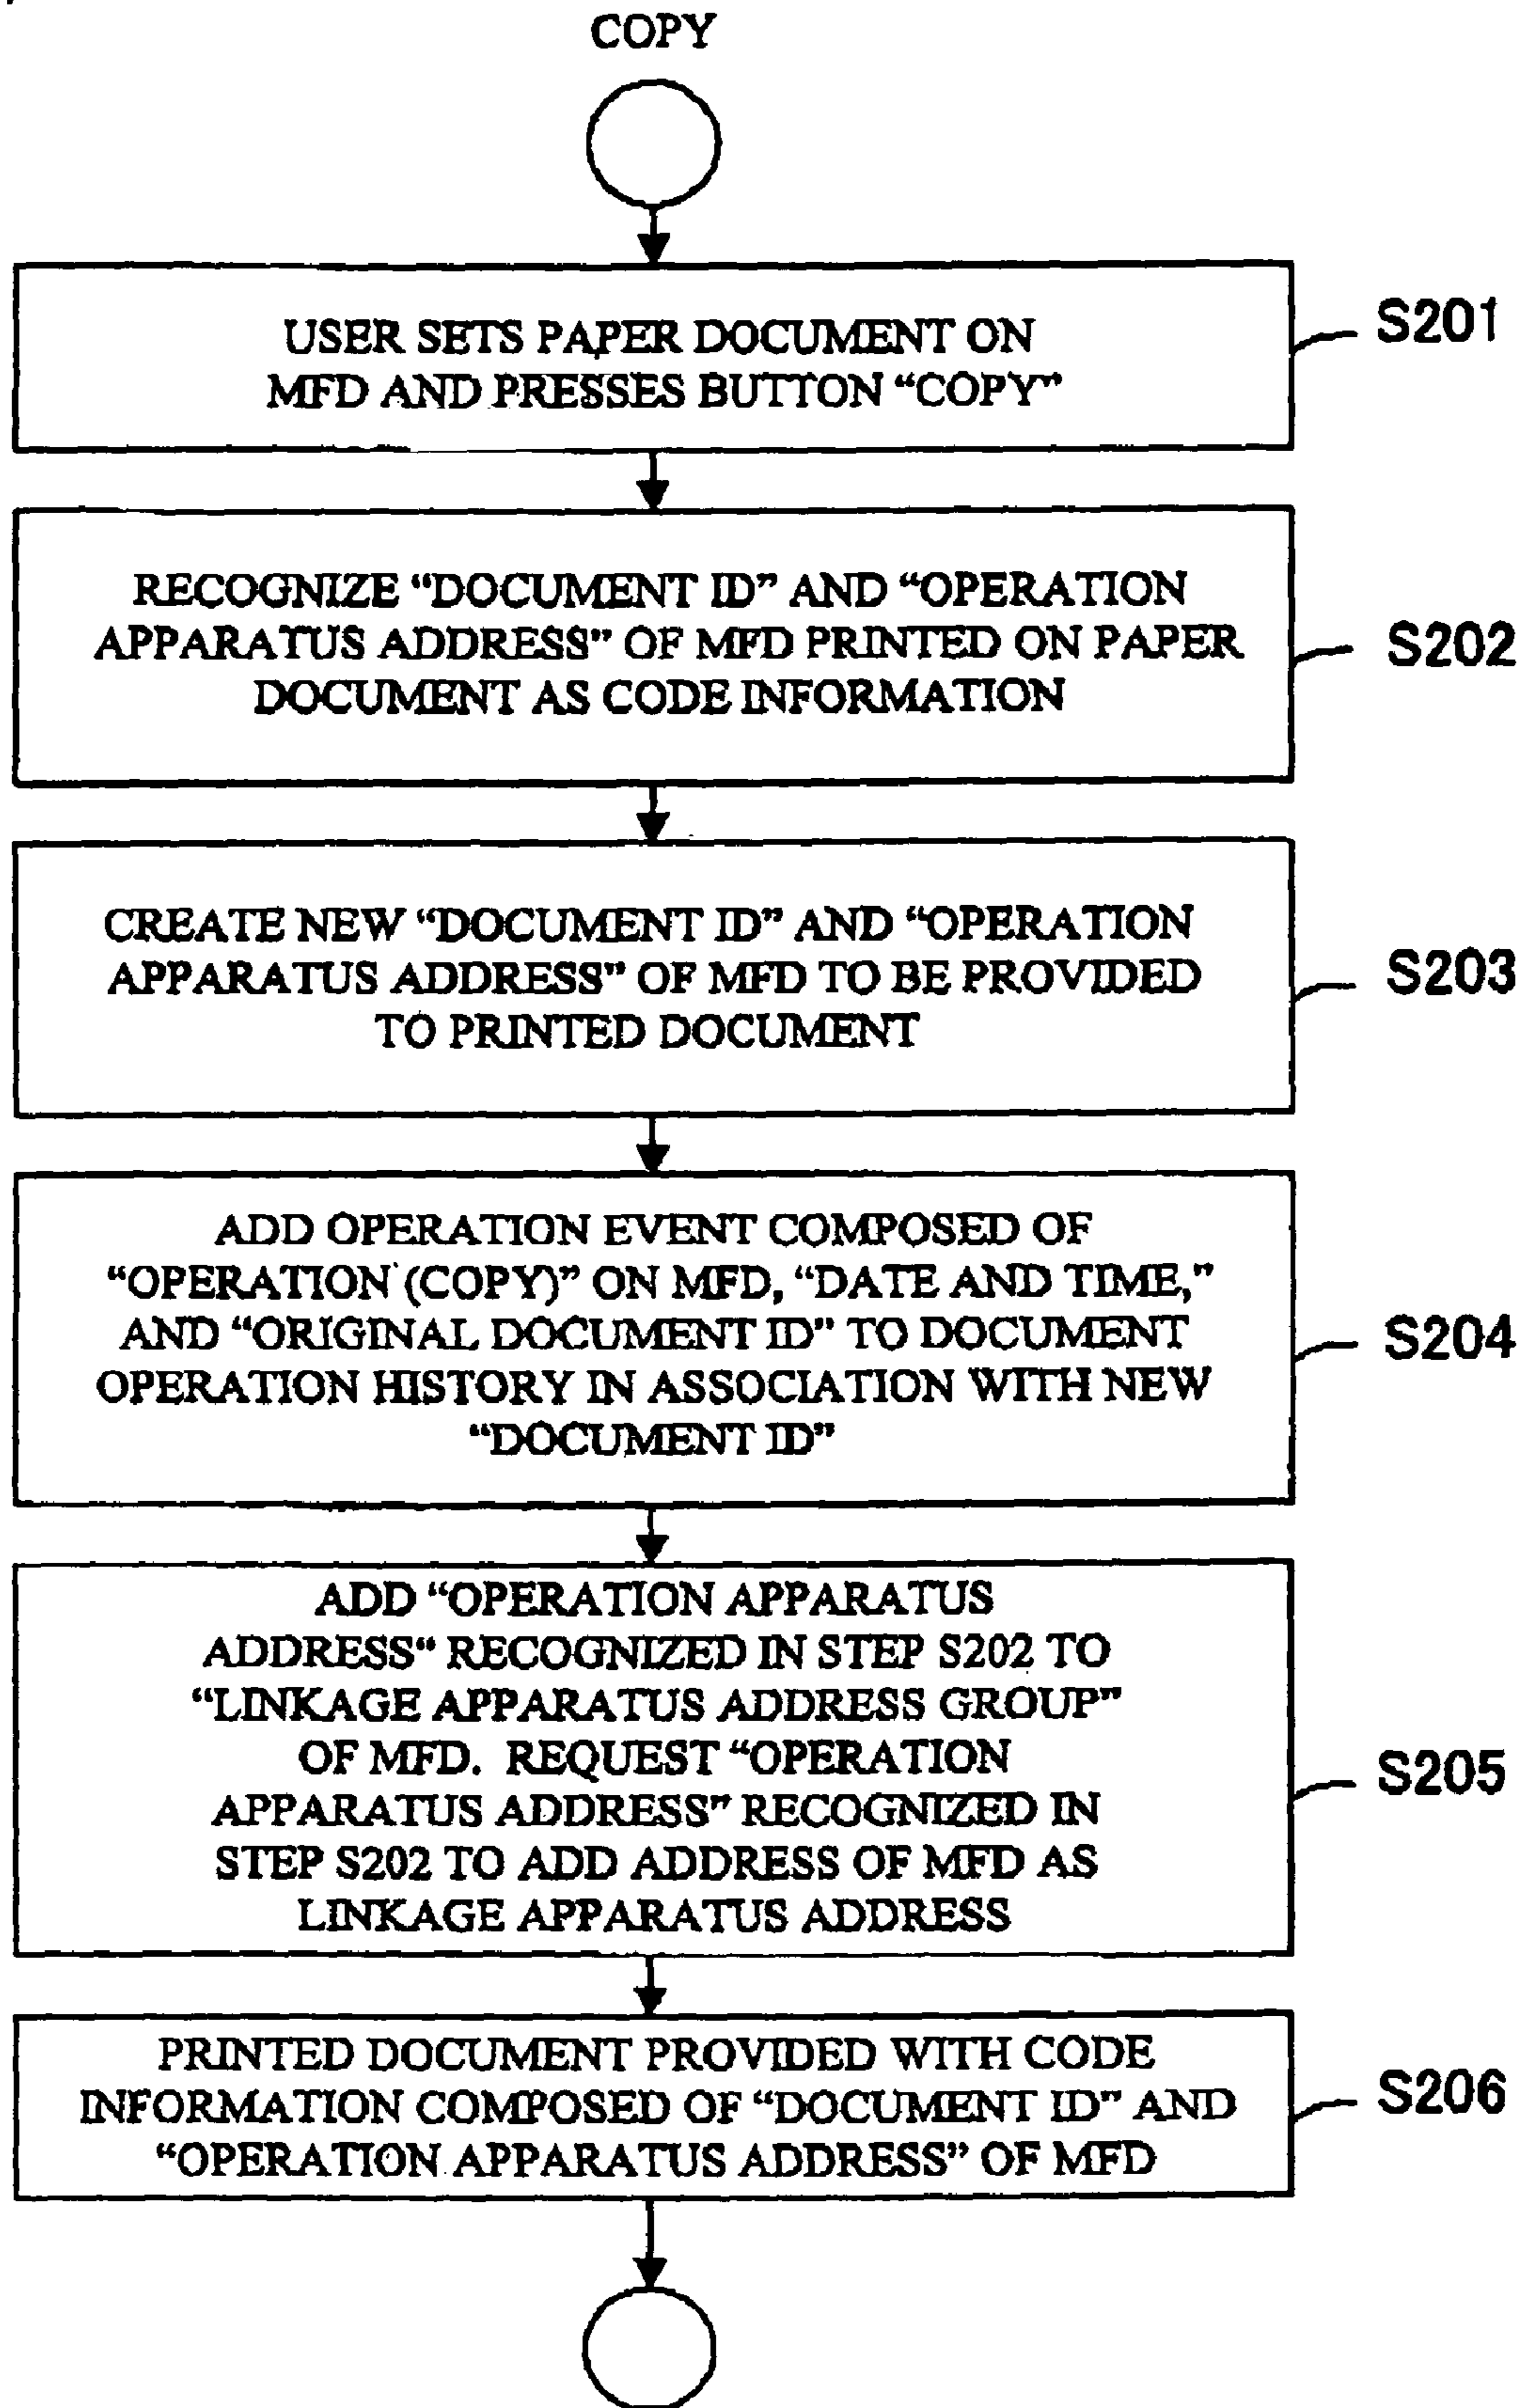 COPY
USER SETS PAPER DOCUMENT ON
MFD AND PRESSES BUTTON “COPY”
S201
RECOGNIZE “DOCUMENT ID” AND “OPERATION
APPARATUS ADDRESS” OF MFD PRINTED ON PAPER
DOCUMENT AS CODE INFORMATION
S202
CREATE NEW “DOCUMENT ID” AND “OPERATION
APPARATUS ADDRESS” OF MFD TO BE PROVIDED
TO PRINTED DOCUMENT
S203
ADD OPERATION EVENT COMPOSED OF
“OPERATION (COPY)” ON MFD, “DATE AND TIME,”
AND “ORIGINAL DOCUMENT ID” TO DOCUMENT
OPERATION HISTORY IN ASSOCIATION WITH NEW
“DOCUMENT ID”
S204
ADD “OPERATION APPARATUS
ADDRESS“ RECOGNIZED IN STEP S202 TO
“LINKAGE APPARATUS ADDRESS GROUP”
OF MFD. REQUEST “OPERATION
APPARATUS ADDRESS” RECOGNIZED IN
STEP S202 TO ADD ADDRESS OF MFD AS
LINKAGE APPARATUS ADDRESS
S205
PRINTED DOCUMENT PROVIDED WITH CODE
INFORMATION COMPOSED OF “DOCUMENT ID” AND
“OPERATION APPARATUS ADDRESS” OF MFD
S206